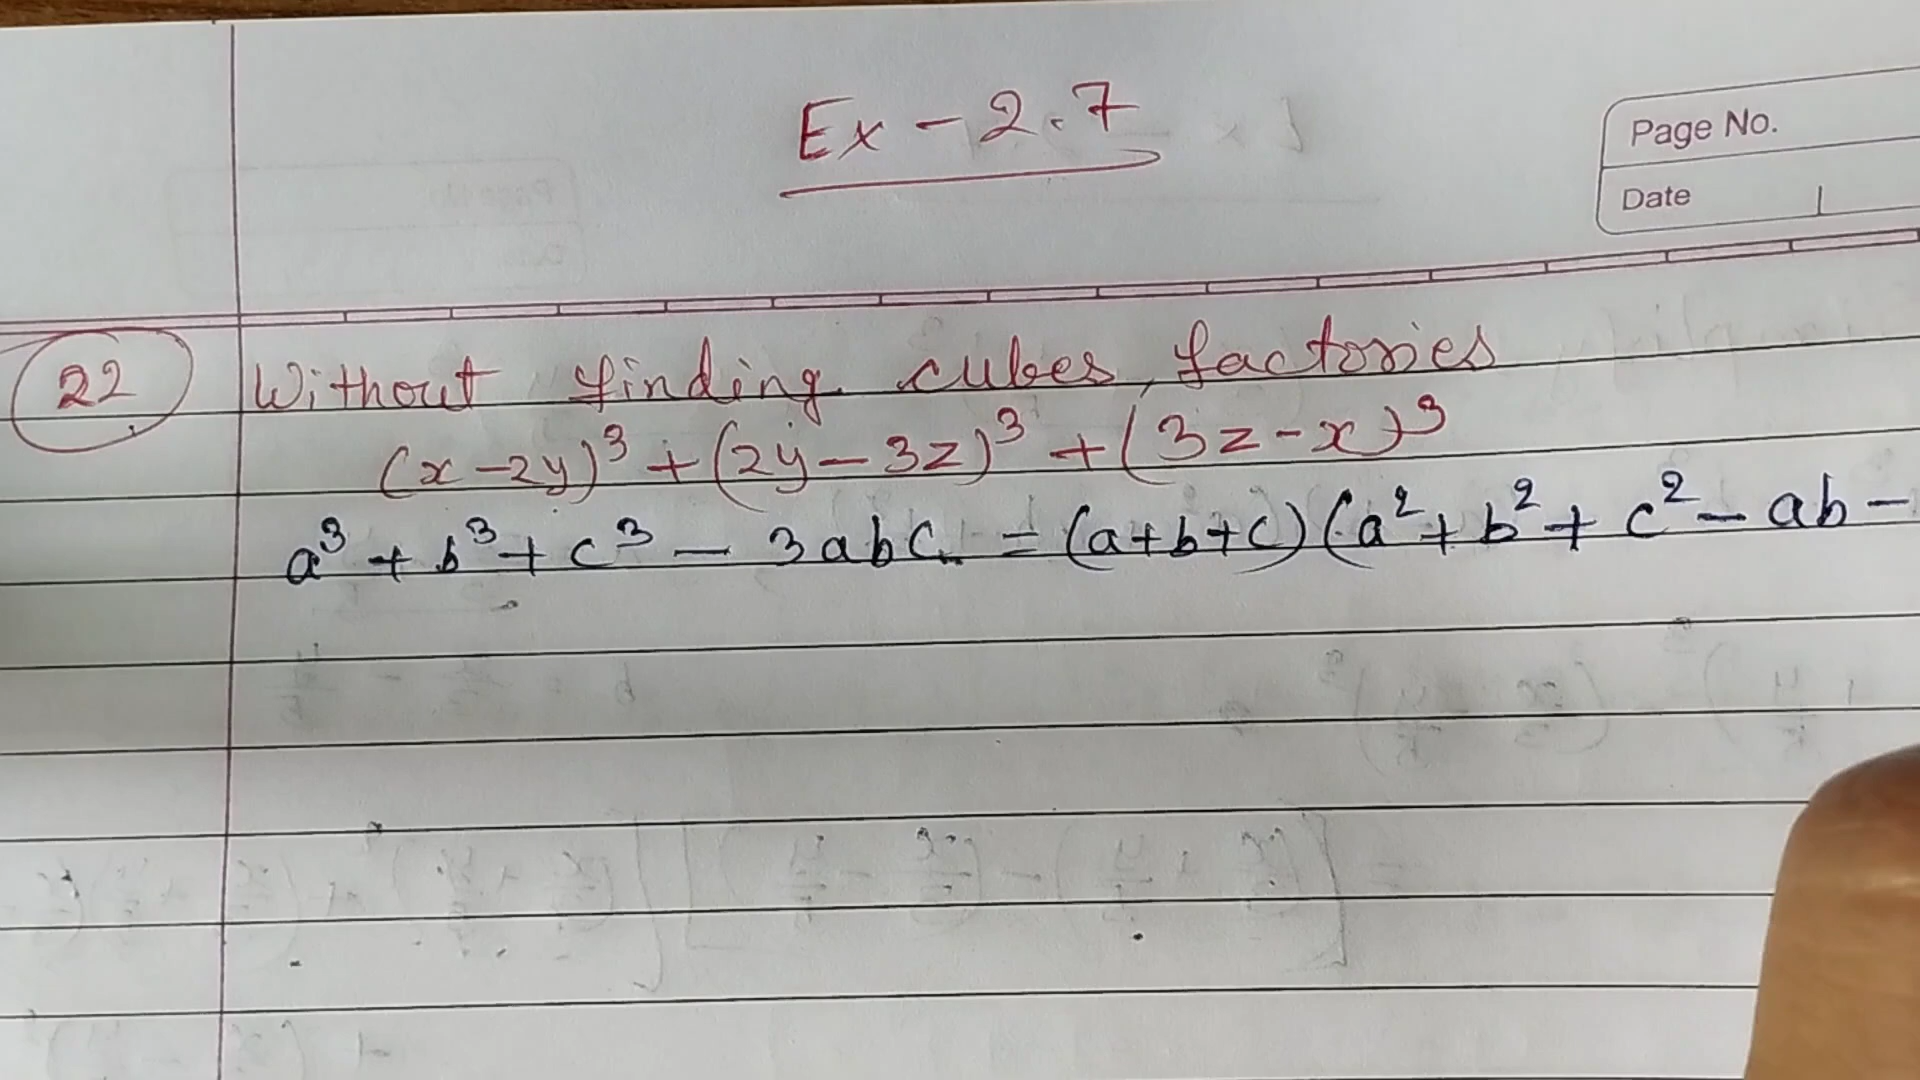 Ex - 2.7
Page No.
Date
22 Without finding cubes, factories
(x - 2y)³ + (2y - 3z)³ + (3z - x)³
a³ + b³ + c³ - 3abc. = (a+b+c)(a² + b² + c² - ab -